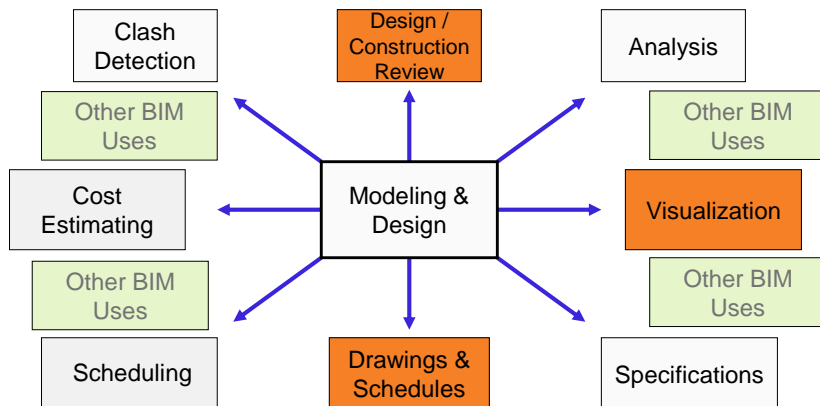 Clash
Detection
Design /
Construction
Review
Analysis
Other BIM
Uses
Other BIM
Uses
Cost
Estimating
Modeling &
Design
Visualization
Other BIM
Uses
Other BIM
Uses
Scheduling
Drawings &
Schedules
Specifications